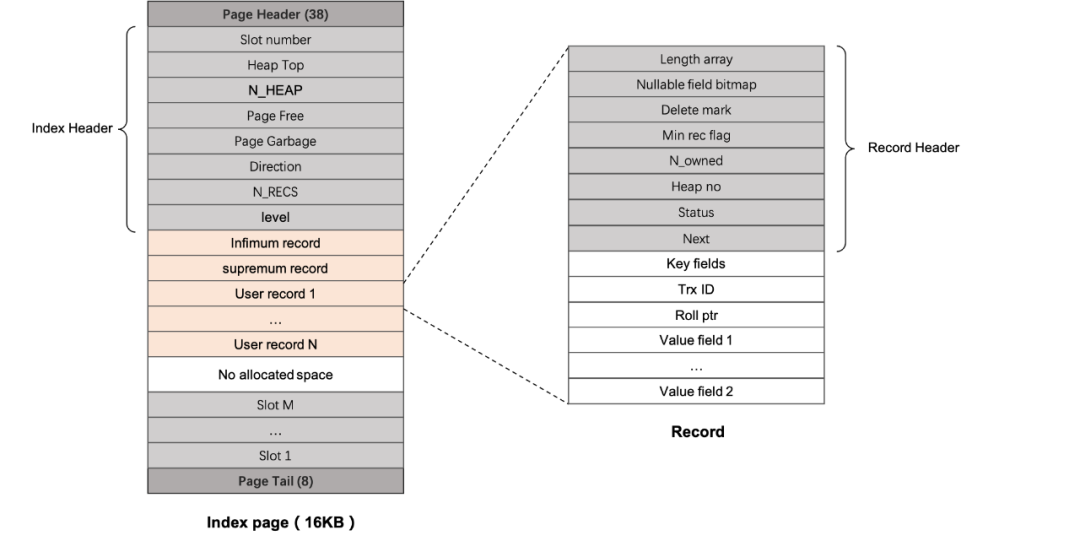 Page Header (38)
Slot number
Heap Top
N_HEAP
Page Free
Page Garbage
Direction
N_RECS
level
Infimum record
supremum record
User record 1
...
User record N
No allocated space
Slot M
...
Slot 1
Page Tail (8)
Index Header
Index page ( 16KB )
Length array
Nullable field bitmap
Delete mark
Min rec flag
N_owned
Heap no
Status
Next
Key fields
Trx ID
Roll ptr
Value field 1
...
Value field 2
Record Header
Record